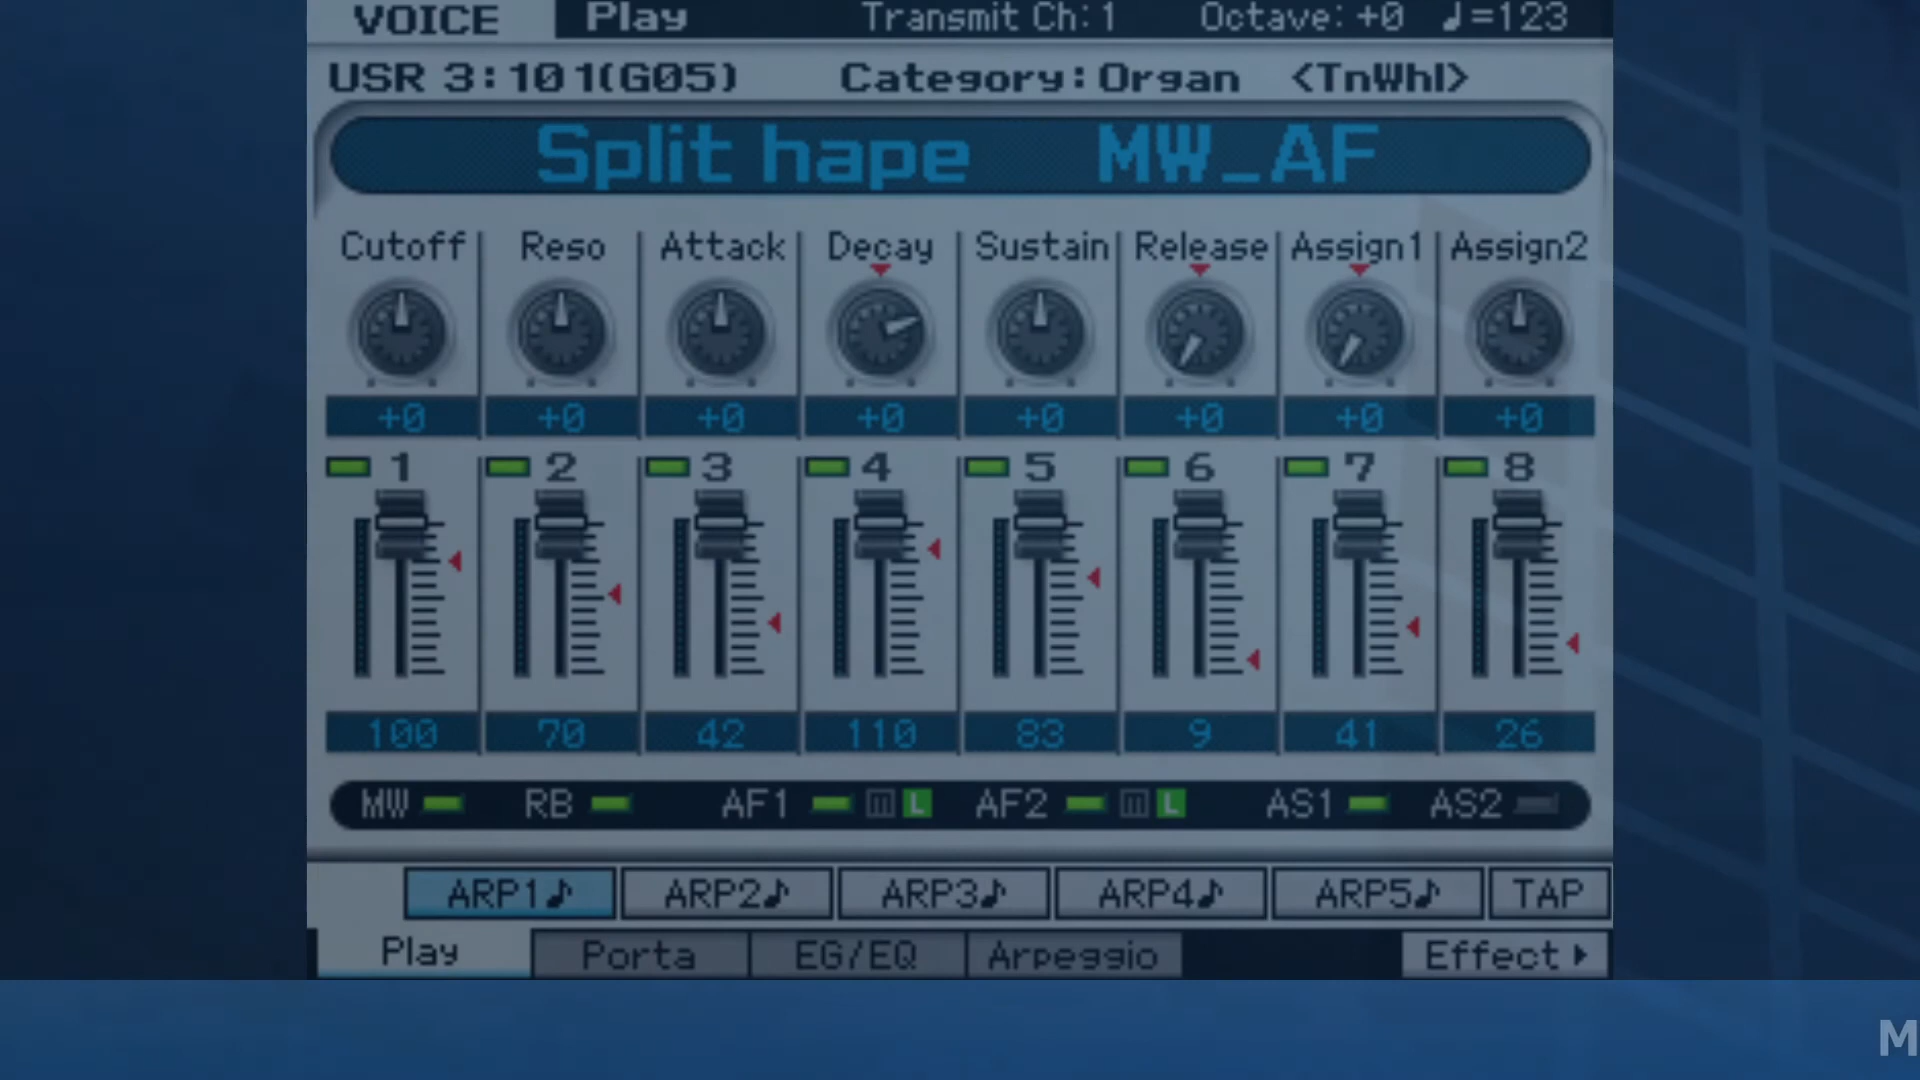 VOICE Play Transmit Ch:1 Octave:+0 ♩=123
USR 3:101(G05) Category:Organ <TnWhl>
Split hape MW_AF
Cutoff Reso Attack Decay Sustain Release Assign1 Assign2
+0 +0 +0 +0 +0 +0 +0 +0
1 2 3 4 5 6 7 8
100 70 42 110 83 9 41 26
MW RB AF1 m L AF2 m L AS1 AS2
ARP1♪ ARP2♪ ARP3♪ ARP4♪ ARP5♪ TAP
Play Porta EG/EQ Arpeggio Effect
M